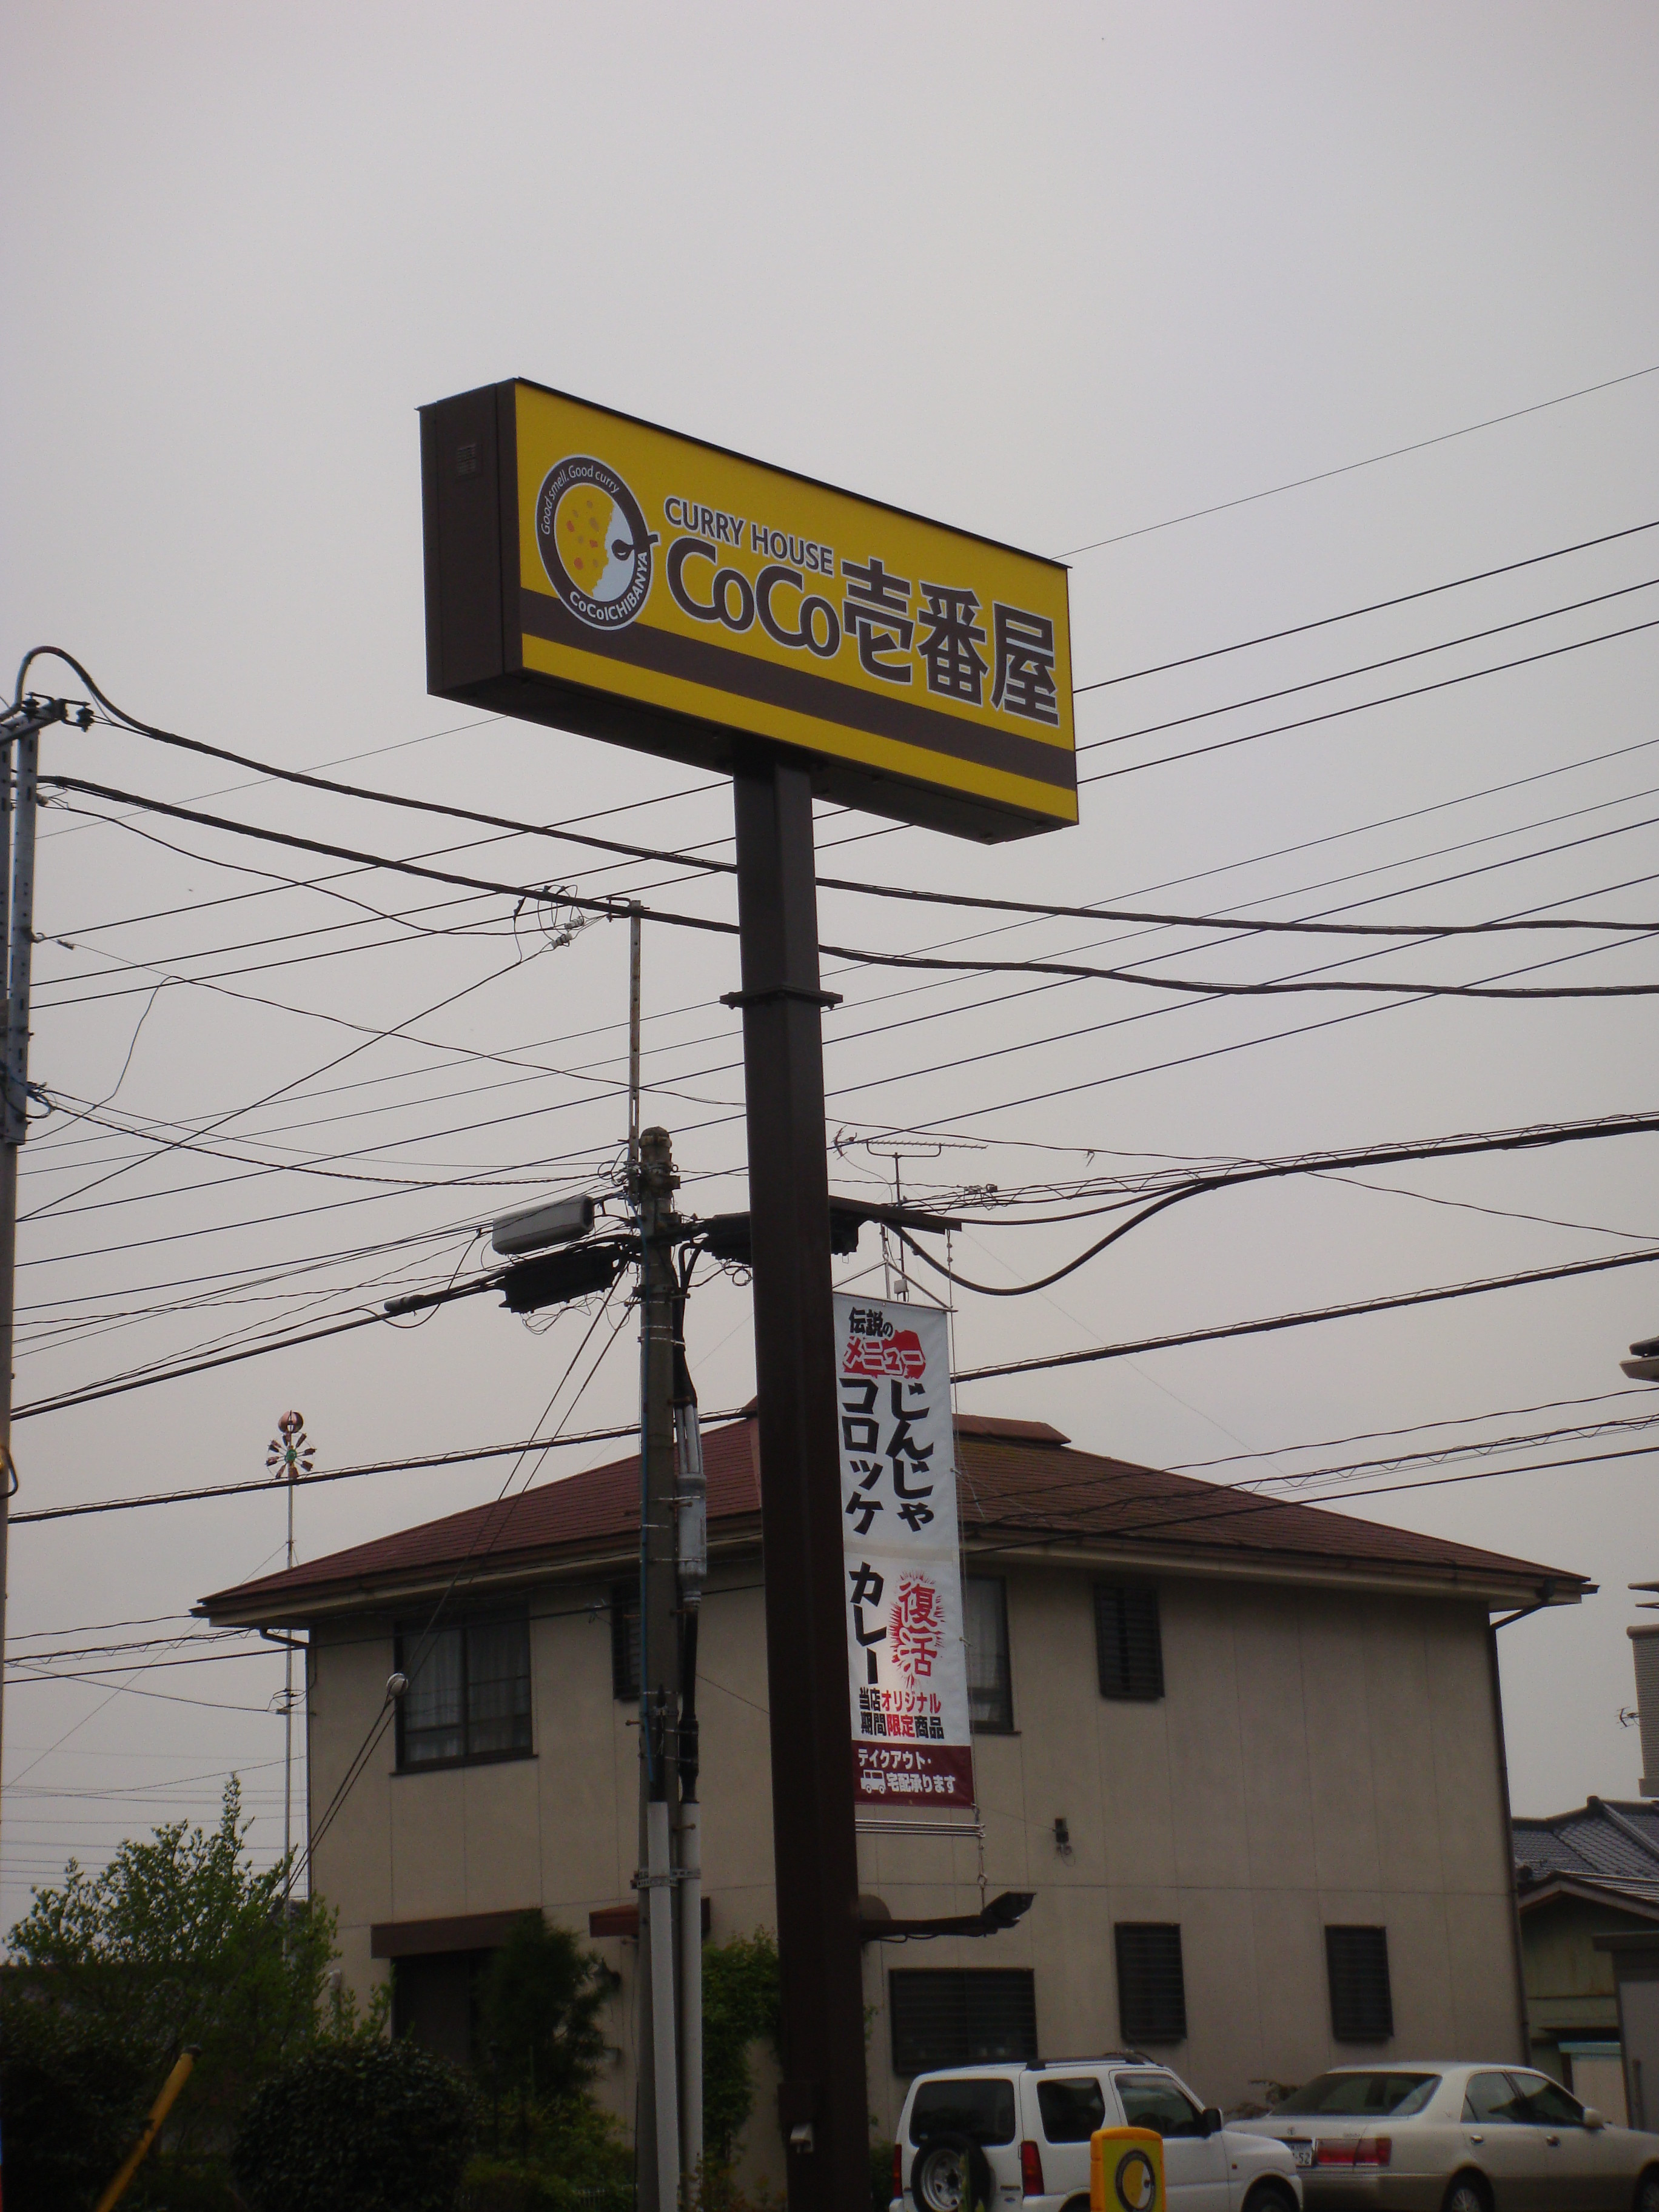 Good smell. Good curry
CoCoICHIBANYA
CURRY HOUSE
CoCo壱番屋
伝説の
メニュー
じんじゃ
コロッケ
カレー
復活
当店オリジナル
期間限定商品
テイクアウト・
宅配承ります
52